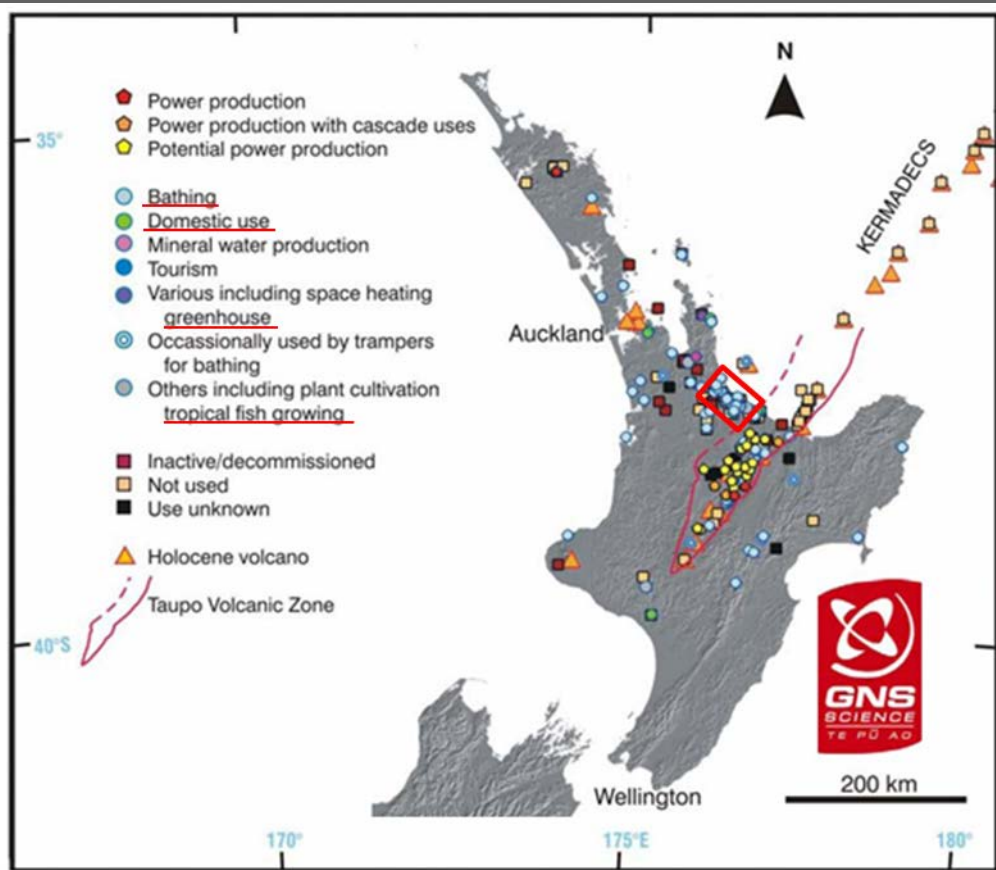 N
Power production
Power production with cascade uses
Potential power production
35°
KERMADECS
Bathing
Domestic use
Mineral water production
Tourism
Various including space heating
greenhouse
Auckland
Occassionally used by trampers
for bathing
Others including plant cultivation
tropical fish growing
Inactive/decommissioned
Not used
Use unknown
Holocene volcano
Taupo Volcanic Zone
40°S
GNS
SCIENCE
TE PŪ AO
200 km
Wellington
170°
175°E
180°